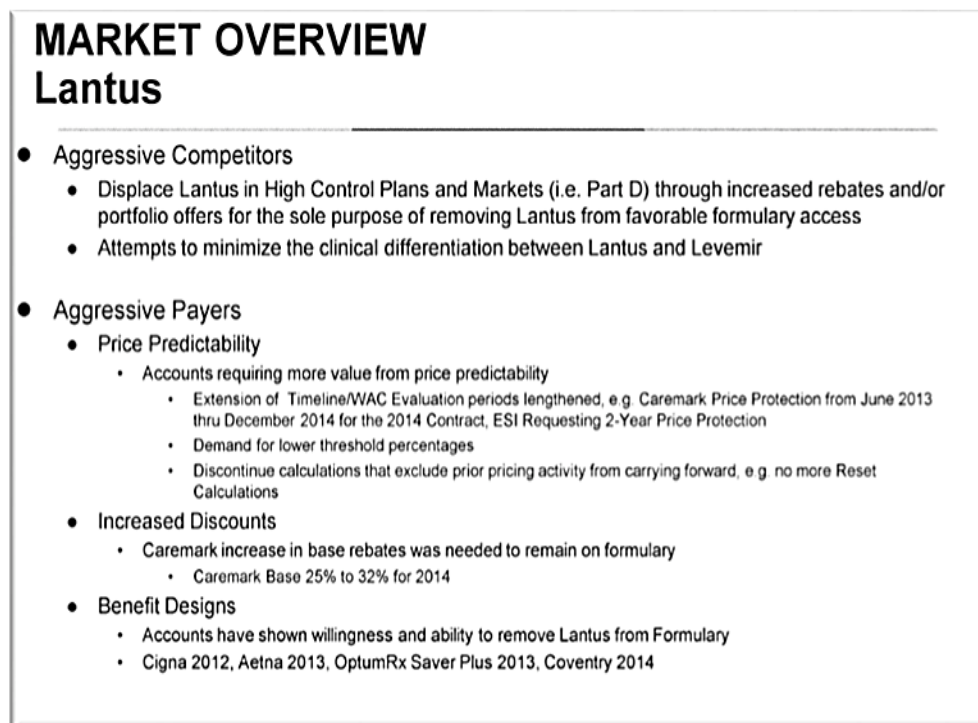 MARKET OVERVIEW
Lantus
● Aggressive Competitors
• Displace Lantus in High Control Plans and Markets (i.e. Part D) through increased rebates and/or
portfolio offers for the sole purpose of removing Lantus from favorable formulary access
• Attempts to minimize the clinical differentiation between Lantus and Levemir
● Aggressive Payers
• Price Predictability
• Accounts requiring more value from price predictability
• Extension of Timeline/WAC Evaluation periods lengthened, e.g. Caremark Price Protection from June 2013
thru December 2014 for the 2014 Contract, ESI Requesting 2-Year Price Protection
• Demand for lower threshold percentages
• Discontinue calculations that exclude prior pricing activity from carrying forward, e.g. no more Reset
Calculations
• Increased Discounts
• Caremark increase in base rebates was needed to remain on formulary
• Caremark Base 25% to 32% for 2014
• Benefit Designs
• Accounts have shown willingness and ability to remove Lantus from Formulary
• Cigna 2012, Aetna 2013, OptumRx Saver Plus 2013, Coventry 2014